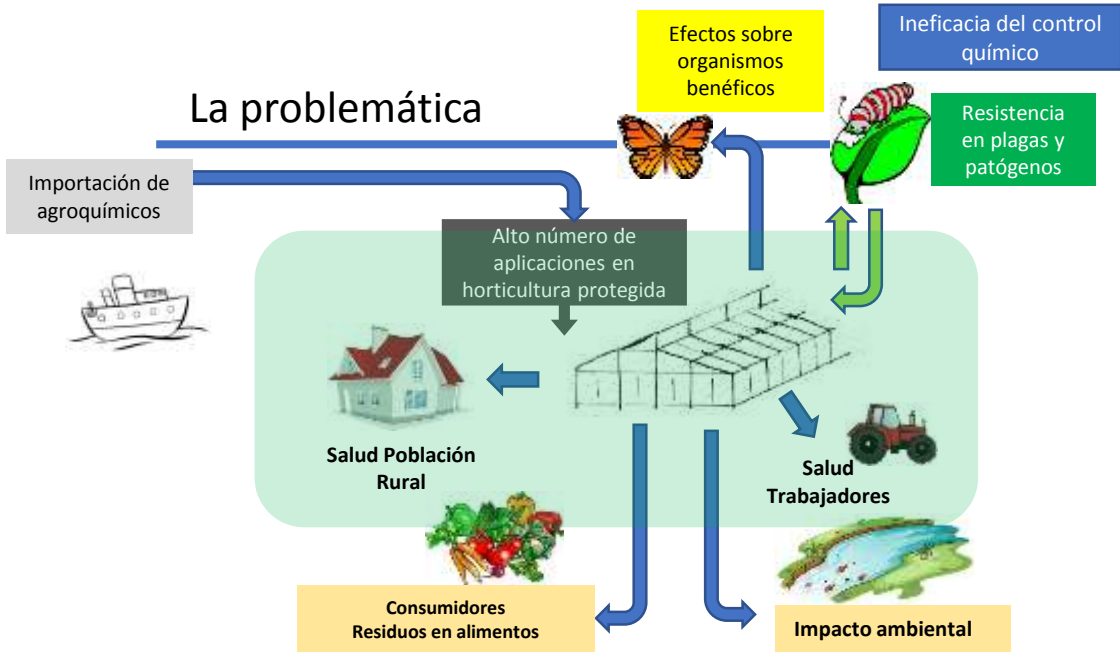 La problemática
Efectos sobre
organismos
benéficos
Ineficacia del control
químico
Resistencia
en plagas y
patógenos
Importación de
agroquímicos
Alto número de
aplicaciones en
horticultura protegida
Salud Población
Rural
Salud
Trabajadores
Consumidores
Residuos en alimentos
Impacto ambiental